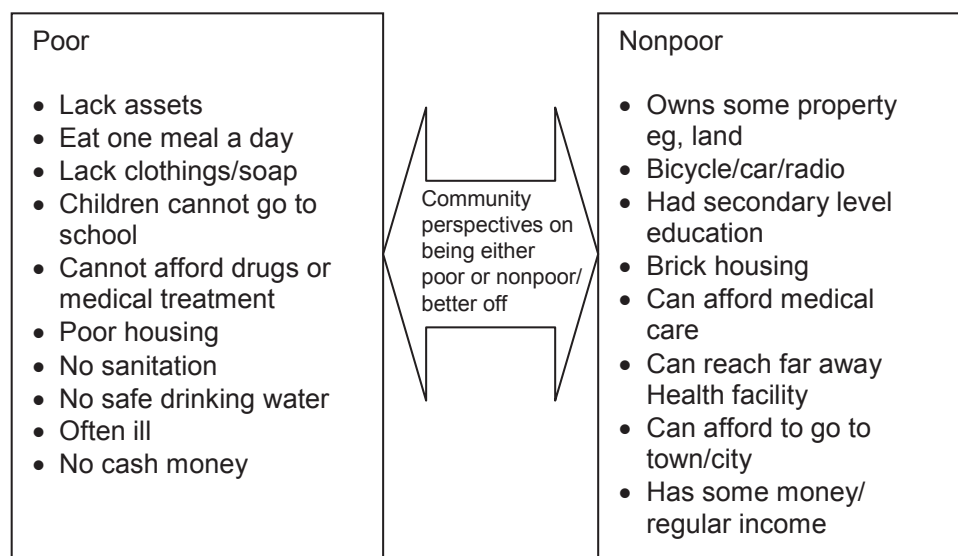 Poor
• Lack assets
• Eat one meal a day
• Lack clothings/soap
• Children cannot go to
school
• Cannot afford drugs or
medical treatment
• Poor housing
• No sanitation
• No safe drinking water
• Often ill
• No cash money
Community
perspectives on
being either
poor or nonpoor/
better off
Nonpoor
• Owns some property
eg, land
• Bicycle/car/radio
• Had secondary level
education
• Brick housing
• Can afford medical
care
• Can reach far away
Health facility
• Can afford to go to
town/city
• Has some money/
regular income